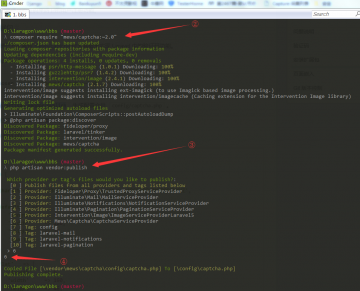 Cmder
1. bbs
Search
λ composer require "mews/captcha:~2.0"
./composer.json has been updated
Loading composer repositories with package information
Updating dependencies (including require-dev)
Package operations: 4 installs, 0 updates, 0 removals
- Installing psr/http-message (1.0.1) Downloading: 100%
- Installing guzzlehttp/psr7 (1.4.2) Downloading: 100%
- Installing intervention/image (2.4.1) Downloading: 100%
- Installing mews/captcha (2.1.7) Downloading: 100%
intervention/image suggests installing ext-imagick (to use Imagick based image processing.)
intervention/image suggests installing intervention/imagecache (Caching extension for the Intervention Image library)
Writing lock file
Generating optimized autoload files
> Illuminate\Foundation\ComposerScripts::postAutoloadDump
> @php artisan package:discover
Discovered Package: fideloper/proxy
Discovered Package: laravel/tinker
Discovered Package: intervention/image
Discovered Package: mews/captcha
Package manifest generated successfully.
D:\laragon\www\bbs (master)
λ php artisan vendor:publish
Which provider or tag's files would you like to publish?:
[0 ] Publish files from all providers and tags listed below
[1 ] Provider: Fideloper\Proxy\TrustedProxyServiceProvider
[2 ] Provider: Illuminate\Mail\MailServiceProvider
[3 ] Provider: Illuminate\Notifications\NotificationServiceProvider
[4 ] Provider: Illuminate\Pagination\PaginationServiceProvider
[5 ] Provider: Intervention\Image\ImageServiceProviderLaravel5
[6 ] Provider: Mews\Captcha\CaptchaServiceProvider
[7 ] Tag: config
[8 ] Tag: laravel-mail
[9 ] Tag: laravel-notifications
[10] Tag: laravel-pagination
> 6
6
Copied File [\vendor\mews\captcha\config\captcha.php] To [\config\captcha.php]
Publishing complete.
D:\laragon\www\bbs (master)